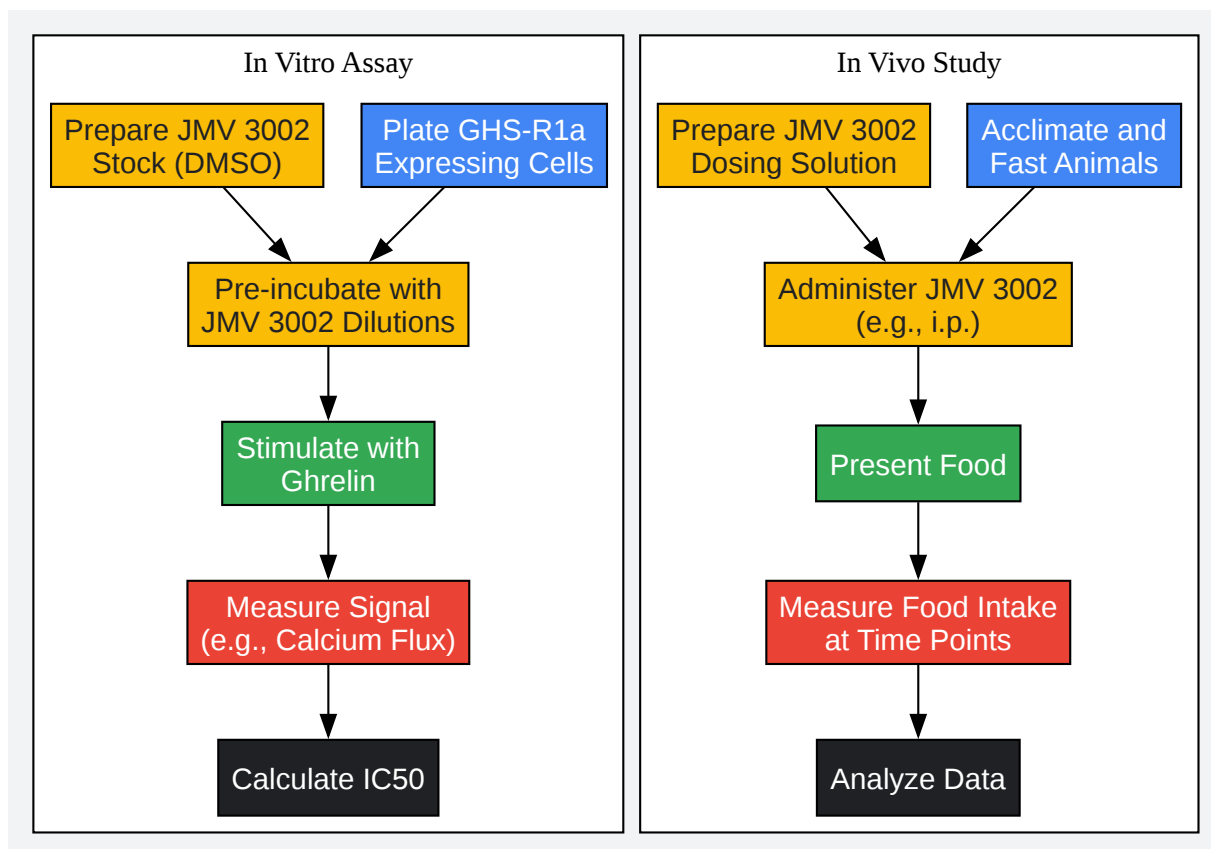 In Vitro Assay
Prepare JMV 3002
Stock (DMSO)
Plate GHS-R1a
Expressing Cells
Pre-incubate with
JMV 3002 Dilutions
Stimulate with
Ghrelin
Measure Signal
(e.g., Calcium Flux)
Calculate IC50
In Vivo Study
Prepare JMV 3002
Dosing Solution
Acclimate and
Fast Animals
Administer JMV 3002
(e.g., i.p.)
Present Food
Measure Food Intake
at Time Points
Analyze Data